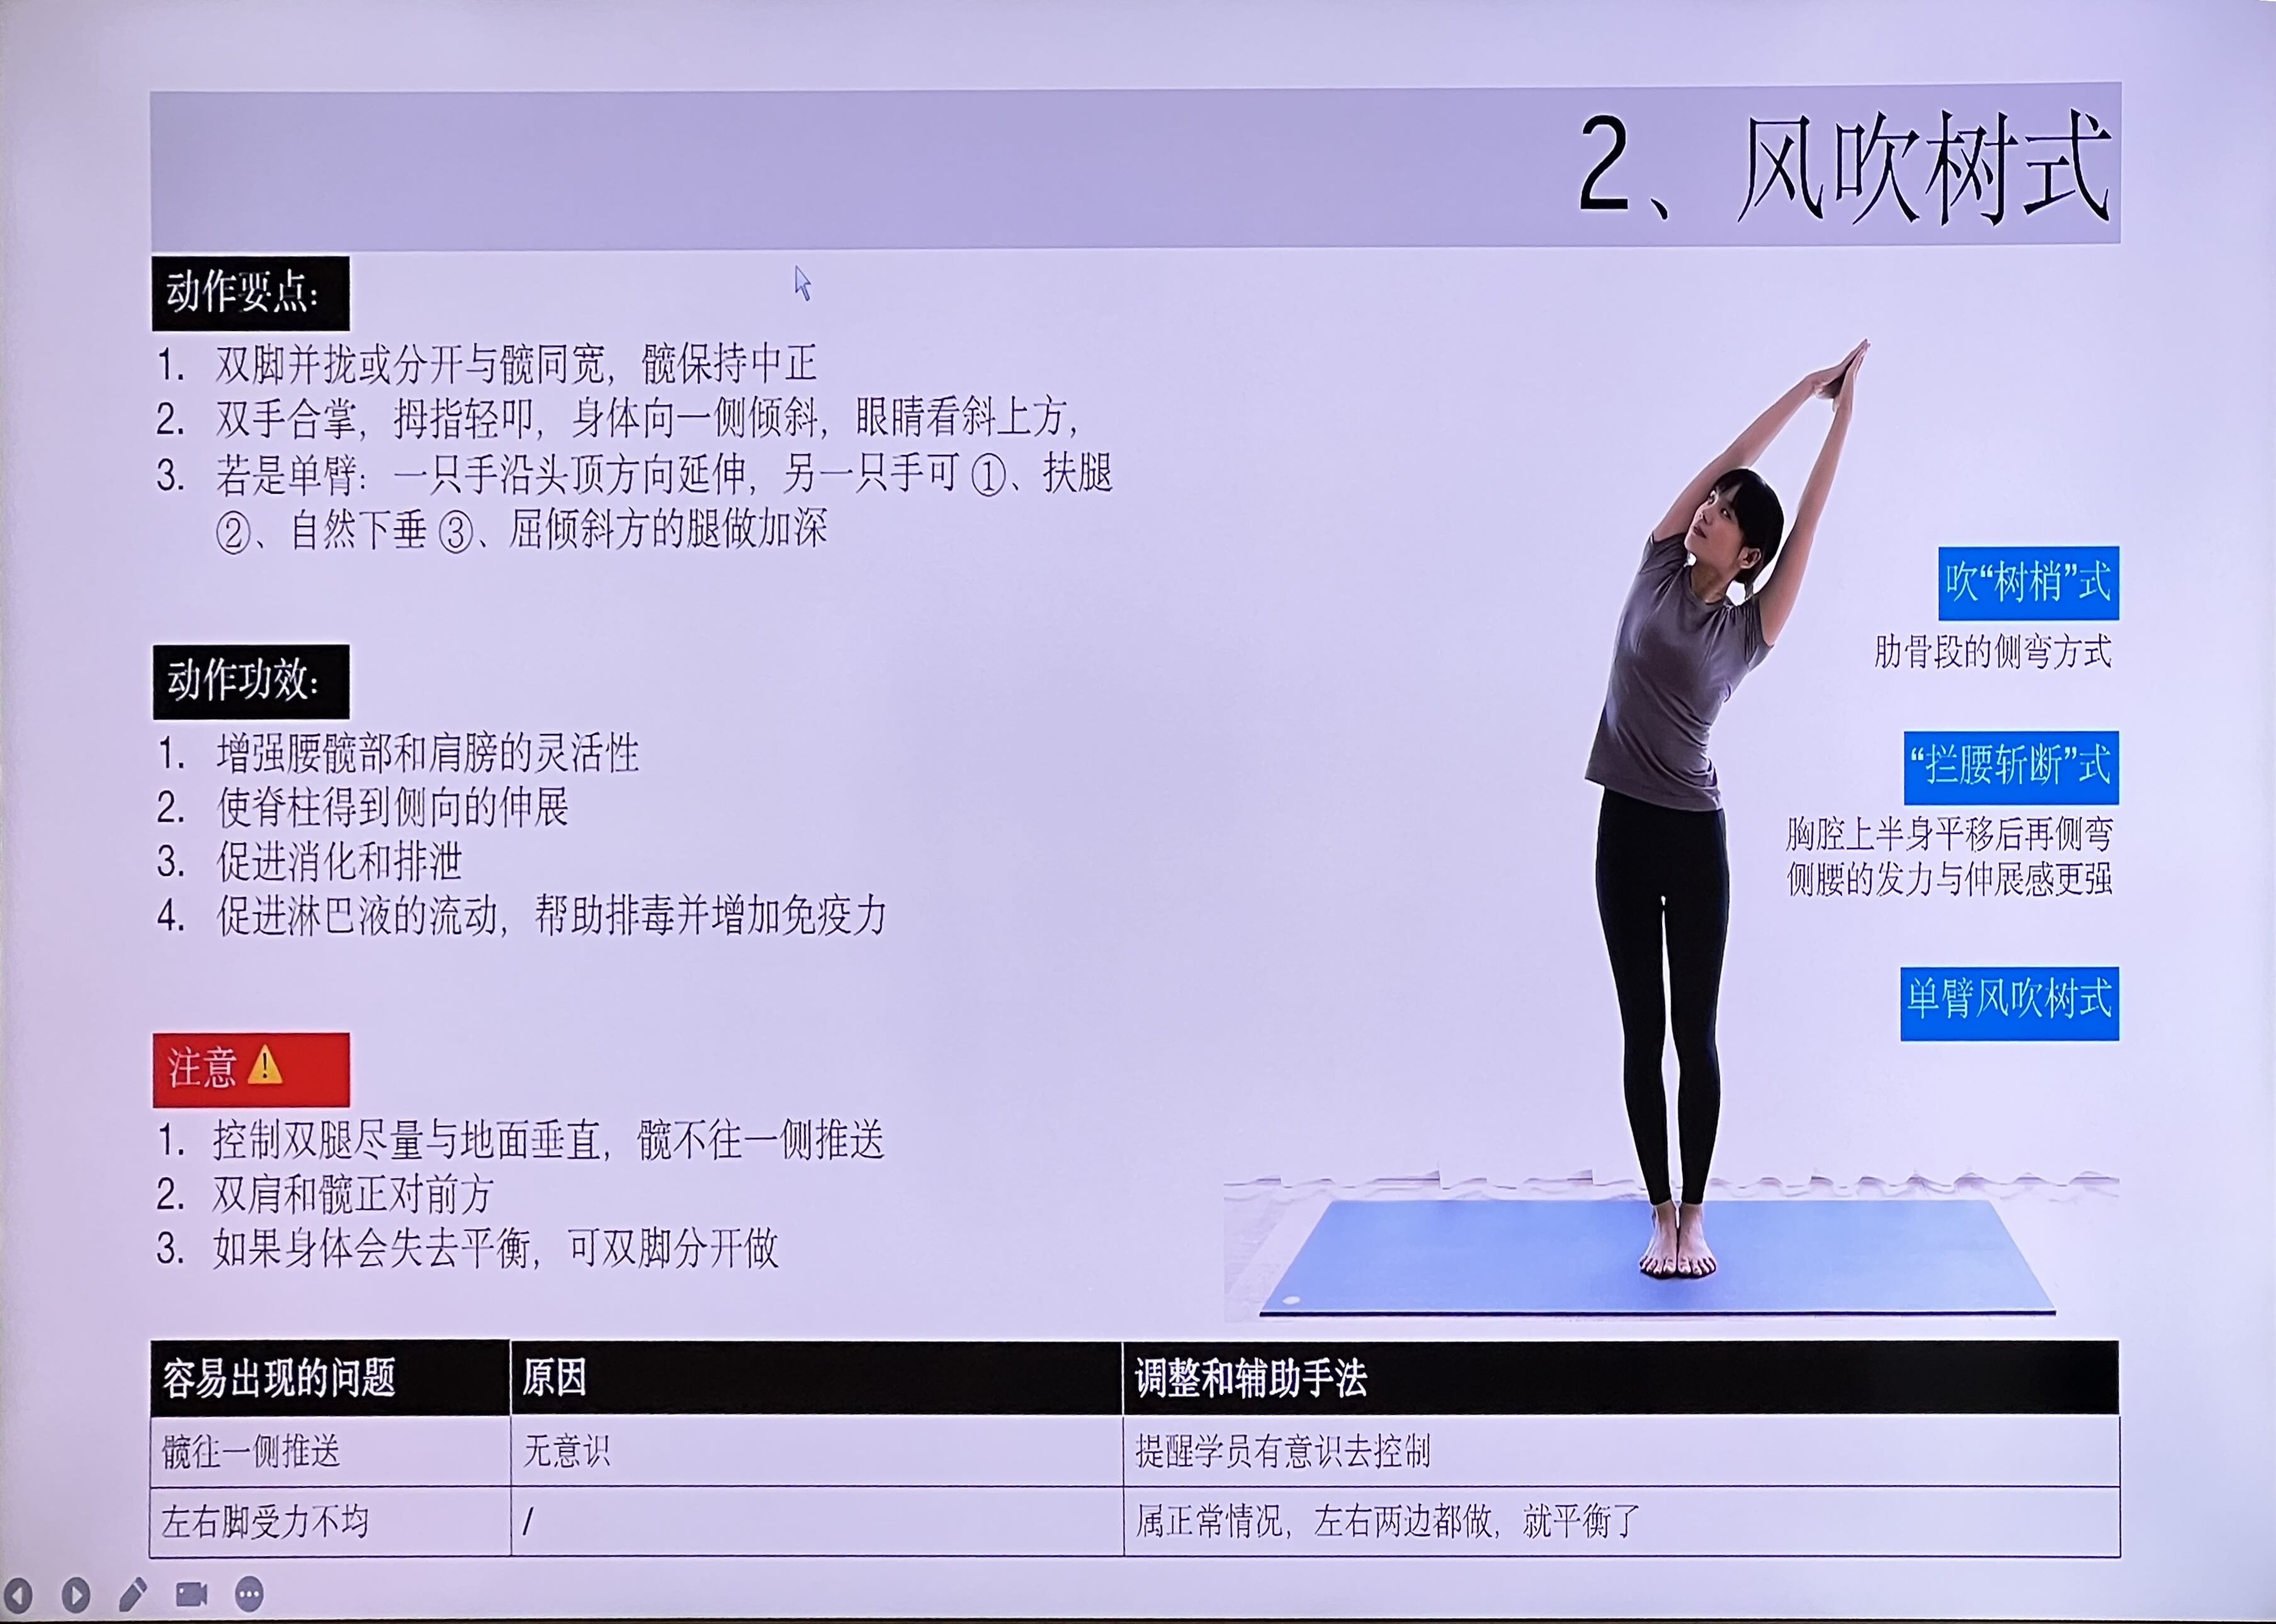 2、风吹树式
动作要点:
1. 双脚并拢或分开与髋同宽，髋保持中正
2. 双手合掌，拇指轻叩，身体向一侧倾斜，眼睛看斜上方，
3. 若是单臂：一只手沿头顶方向延伸，另一只手可 ①、扶腿
②、自然下垂 ③、屈倾斜方的腿做加深
动作功效:
1. 增强腰髋部和肩膀的灵活性
2. 使脊柱得到侧向的伸展
3. 促进消化和排泄
4. 促进淋巴液的流动，帮助排毒并增加免疫力
注意 ⚠️
1. 控制双腿尽量与地面垂直，髋不往一侧推送
2. 双肩和髋正对前方
3. 如果身体会失去平衡，可双脚分开做
吹“树梢”式
肋骨段的侧弯方式
“拦腰斩断”式
胸腔上半身平移后再侧弯
侧腰的发力与伸展感更强
单臂风吹树式
容易出现的问题 原因 调整和辅助手法
髋往一侧推送 无意识 提醒学员有意识去控制
左右脚受力不均 / 属正常情况，左右两边都做，就平衡了